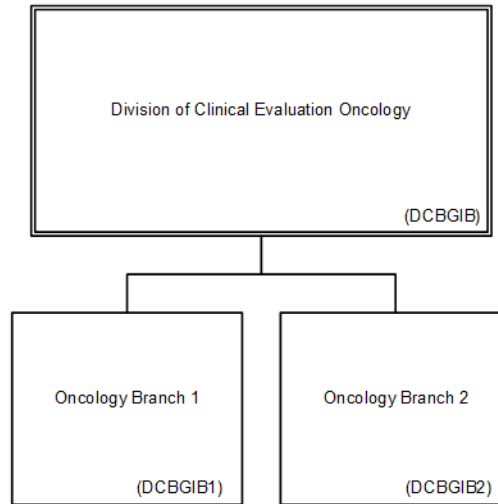 Division of Clinical Evaluation Oncology
(DCBGIB)
Oncology Branch 1
(DCBGIB1)
Oncology Branch 2
(DCBGIB2)